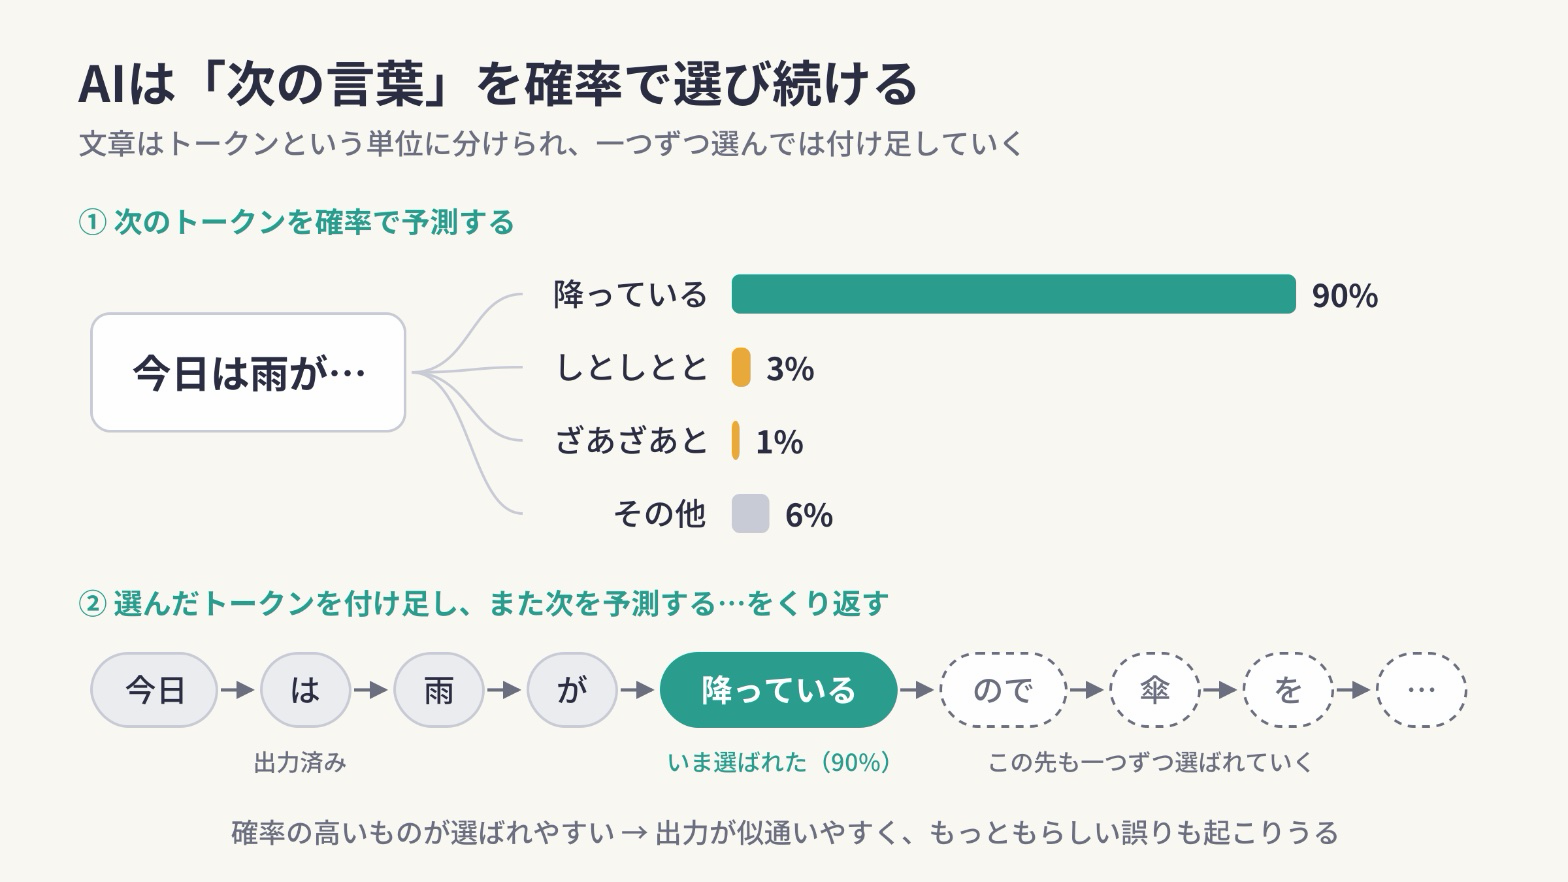 AIは「次の言葉」を確率で選び続ける
文章はトークンという単位に分けられ、一つずつ選んでは付け足していく
① 次のトークンを確率で予測する
今日は雨が…
降っている 90%
しとしとと 3%
ざあざあと 1%
その他 6%
② 選んだトークンを付け足し、また次を予測する…をくり返す
今日 → は → 雨 → が → 降っている → ので → 傘 → を → …
出力済み いま選ばれた（90%） この先も一つずつ選ばれていく
確率の高いものが選ばれやすい → 出力が似通いやすく、もっともらしい誤りも起こりうる